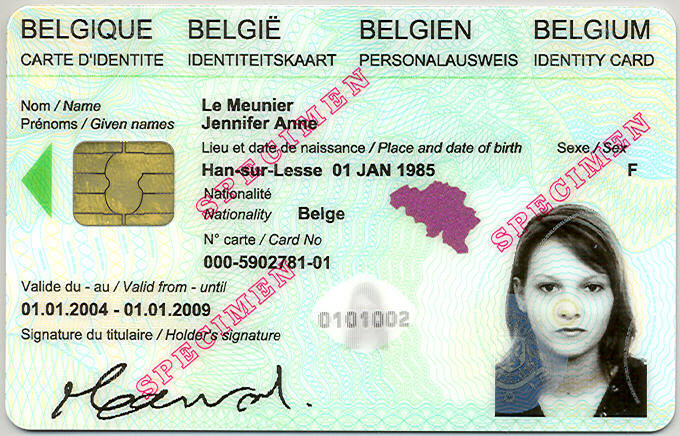 BELGIQUE BELGIË BELGIEN BELGIUM
CARTE D'IDENTITE IDENTITEITSKAART PERSONALAUSWEIS IDENTITY CARD
Nom / Name Le Meunier
Prénoms / Given names Jennifer Anne
Lieu et date de naissance / Place and date of birth Sexe / Sex
Han-sur-Lesse 01 JAN 1985 F
Nationalité
Nationality Belge
N° carte / Card No
000-5902781-01
Valide du - au / Valid from - until
01.01.2004 - 01.01.2009
0101002
Signature du titulaire / Holder's signature
SPECIMEN
SPECIMEN
SPECIMEN